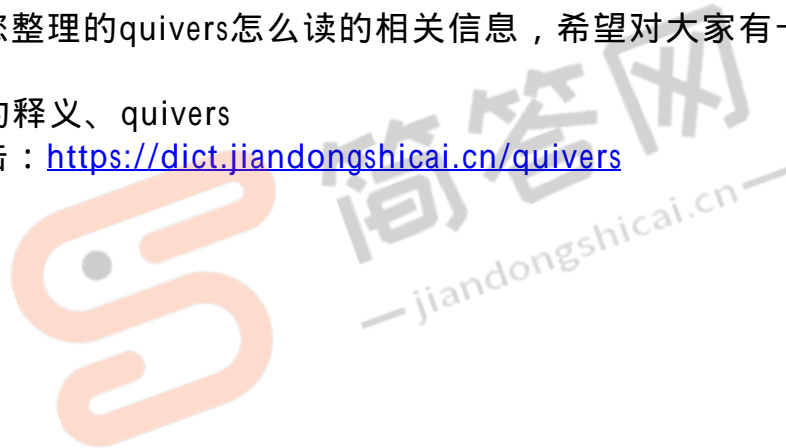 整理的quivers怎么读的相关信息，希望对大家有
释义、quivers
：https://dict.jiandongshicai.cn/quivers
简答网
jiandongshicai.cn